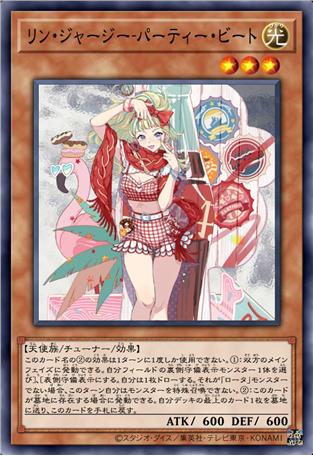 リン・ジャージー-パーティー・ビート
光
【天使族/チューナー/効果】
このカード名の②の効果は1ターンに1度しか使用できない。①：双方のメイン
フェイズに発動できる。自分フィールドの裏側守備表示モンスター1体を選
び、表側守備表示にする。自分は1枚ドローする。それが「ロータ」モンスター
でない場合、このターン自分はモンスターを特殊召喚できない。②：このカード
が墓地に存在する場合に発動できる。自分デッキの最上のカード1枚を墓地
に送り、このカードを手札に戻す。
ATK/ 600 DEF/ 600
©スタジオ・ダイス/集英社・テレビ東京・KONAMI